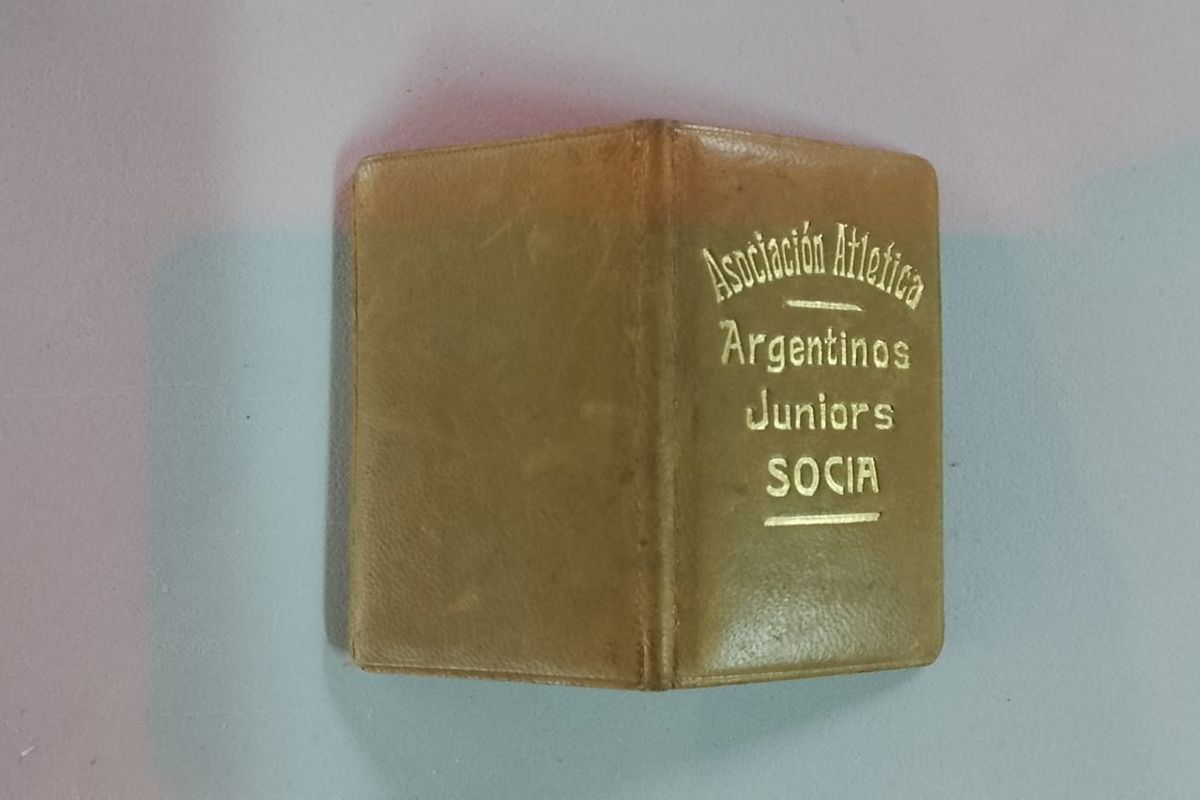 Asociación Atletica
Argentinos
Juniors
SOCIA